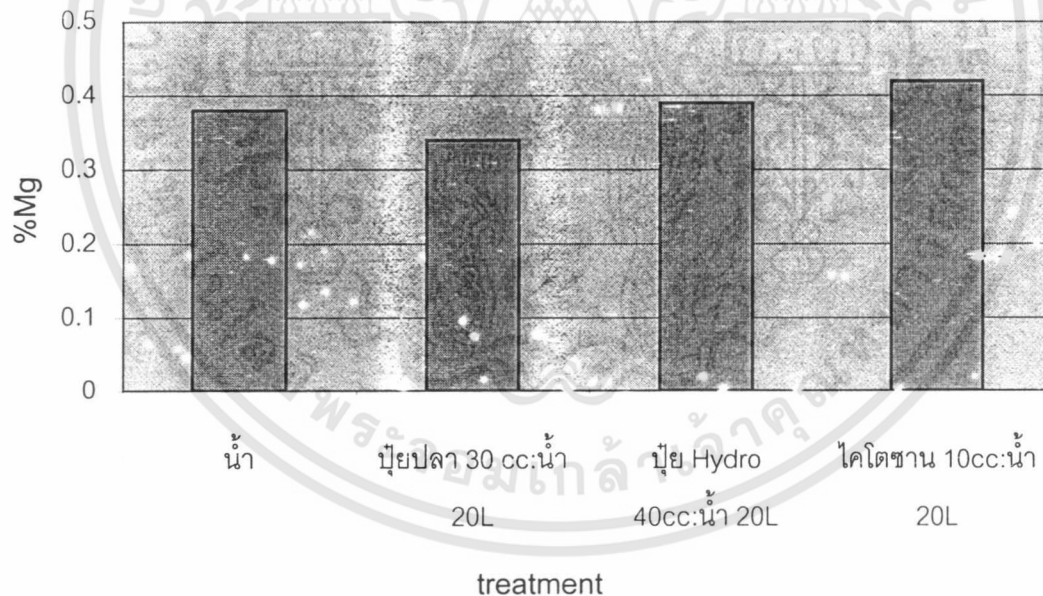 0.5
0.4
0.3
0.2
0.1
0
%Mg
น้ำ
ปุ๋ยปลา 30 cc:น้ำ
20L
ปุ๋ย Hydro
40cc:น้ำ 20L
ไคโตซาน 10cc:น้ำ
20L
treatment